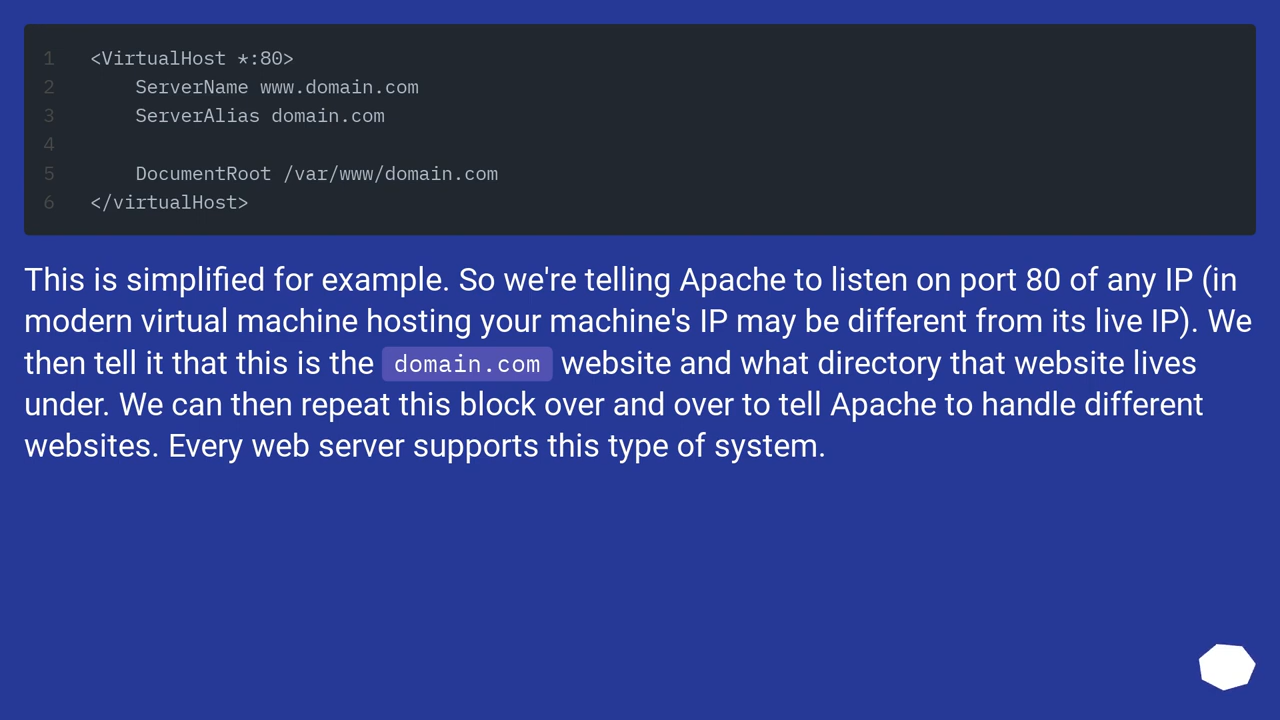 1 <VirtualHost *:80>
2     ServerName www.domain.com
3     ServerAlias domain.com
4
5     DocumentRoot /var/www/domain.com
6 </virtualHost>
This is simplified for example. So we're telling Apache to listen on port 80 of any IP (in
modern virtual machine hosting your machine's IP may be different from its live IP). We
then tell it that this is the domain.com website and what directory that website lives
under. We can then repeat this block over and over to tell Apache to handle different
websites. Every web server supports this type of system.